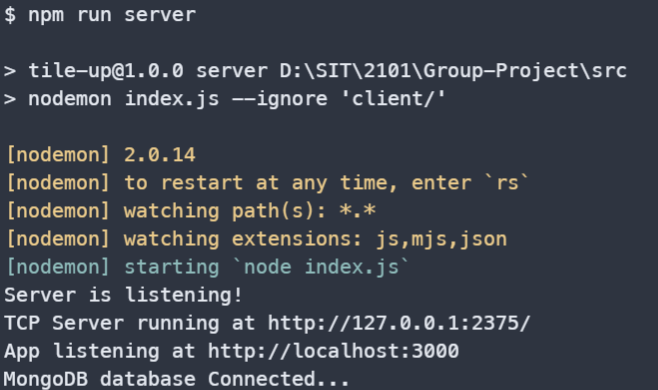 $ npm run server
> tile-up@1.0.0 server D:\SIT\2101\Group-Project\src
> nodemon index.js --ignore 'client/'
[nodemon] 2.0.14
[nodemon] to restart at any time, enter `rs`
[nodemon] watching path(s): *.*
[nodemon] watching extensions: js,mjs,json
[nodemon] starting `node index.js`
Server is listening!
TCP Server running at http://127.0.0.1:2375/
App listening at http://localhost:3000
MongoDB database Connected...